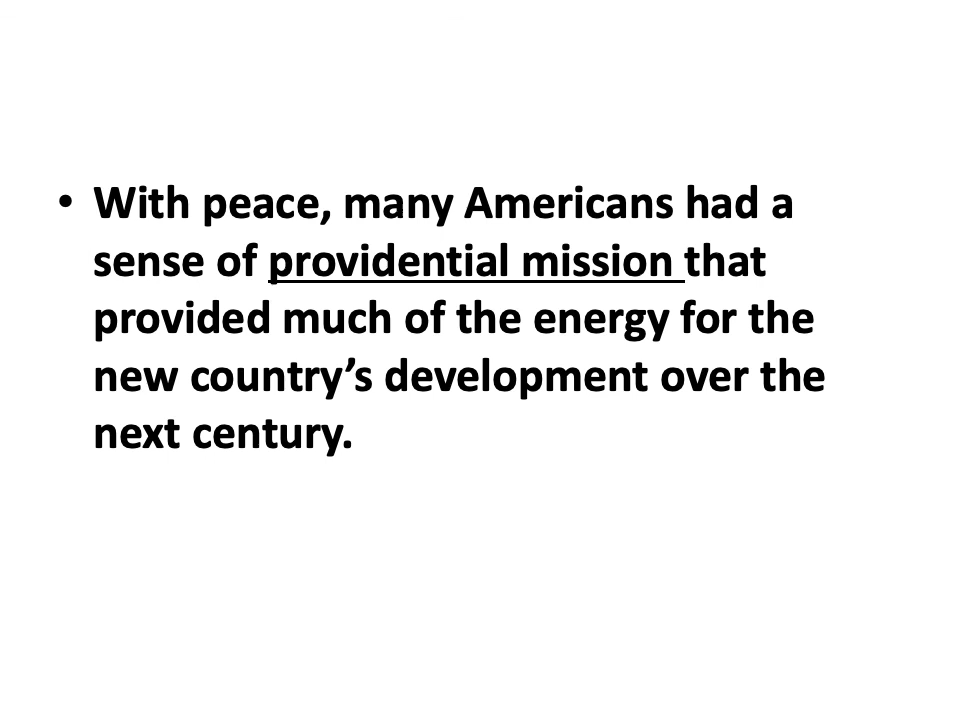 • With peace, many Americans had a
sense of providential mission that
provided much of the energy for the
new country’s development over the
next century.